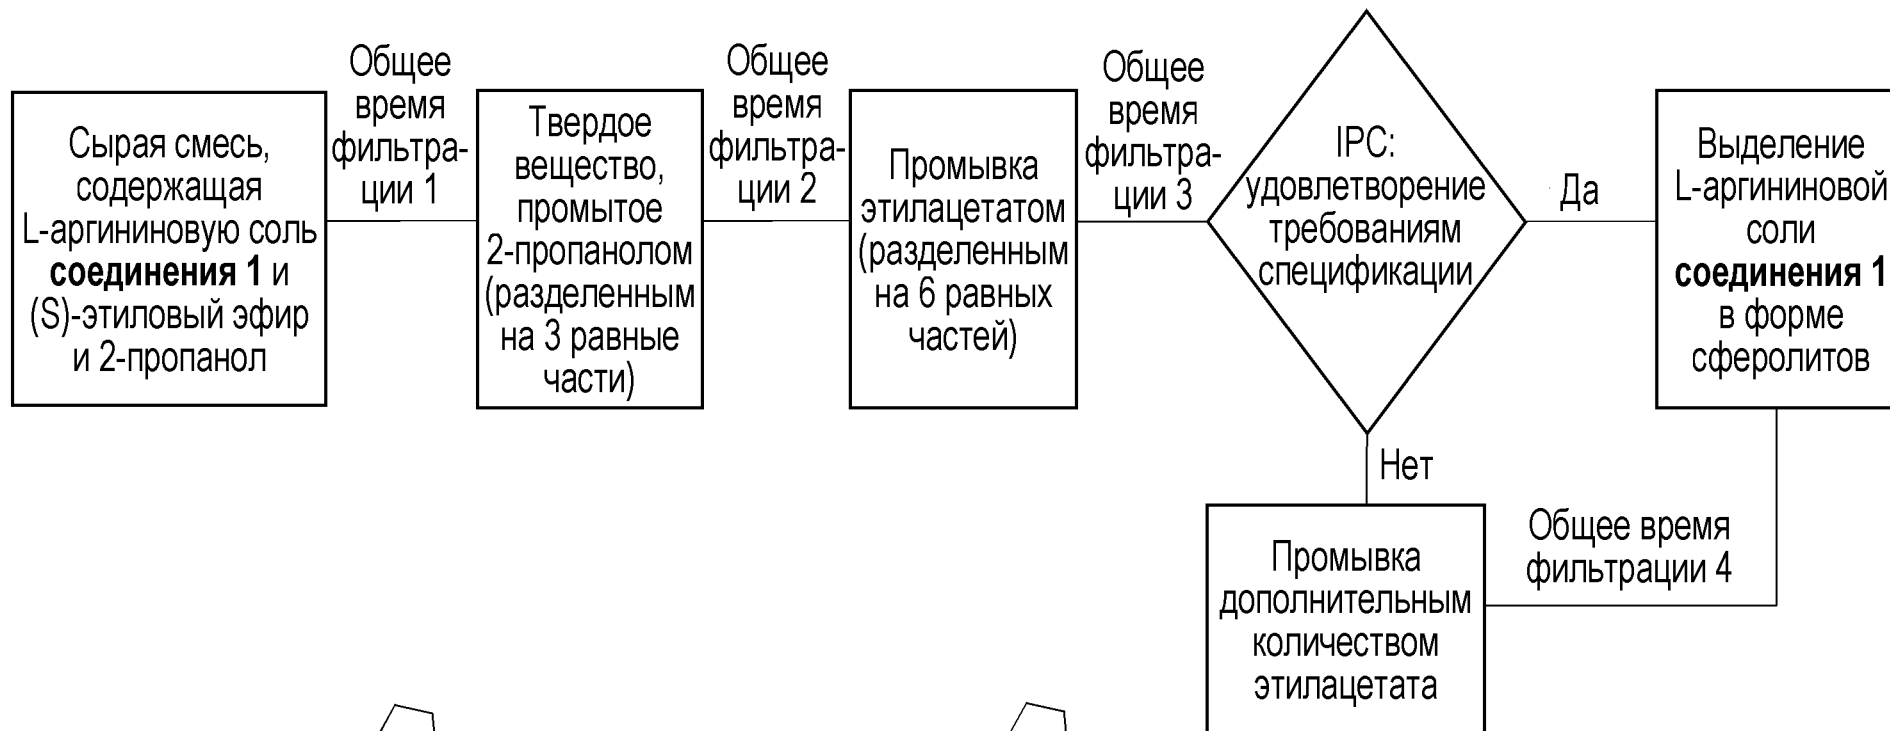 Сырая смесь,
содержащая
L-аргининовую соль
соединения 1 и
(S)-этиловый эфир
и 2-пропанол
Общее
время
фильтра-
ции 1
Твердое
вещество,
промытое
2-пропанолом
(разделенным
на 3 равные
части)
Общее
время
фильтра-
ции 2
Промывка
этилацетатом
(разделенным
на 6 равных
частей)
Общее
время
фильтра-
ции 3
IPC:
удовлетворение
требованиям
спецификации
Да
Выделение
L-аргининовой
соли
соединения 1
в форме
сферолитов
Нет
Промывка
дополнительным
количеством
этилацетата
Общее время
фильтрации 4